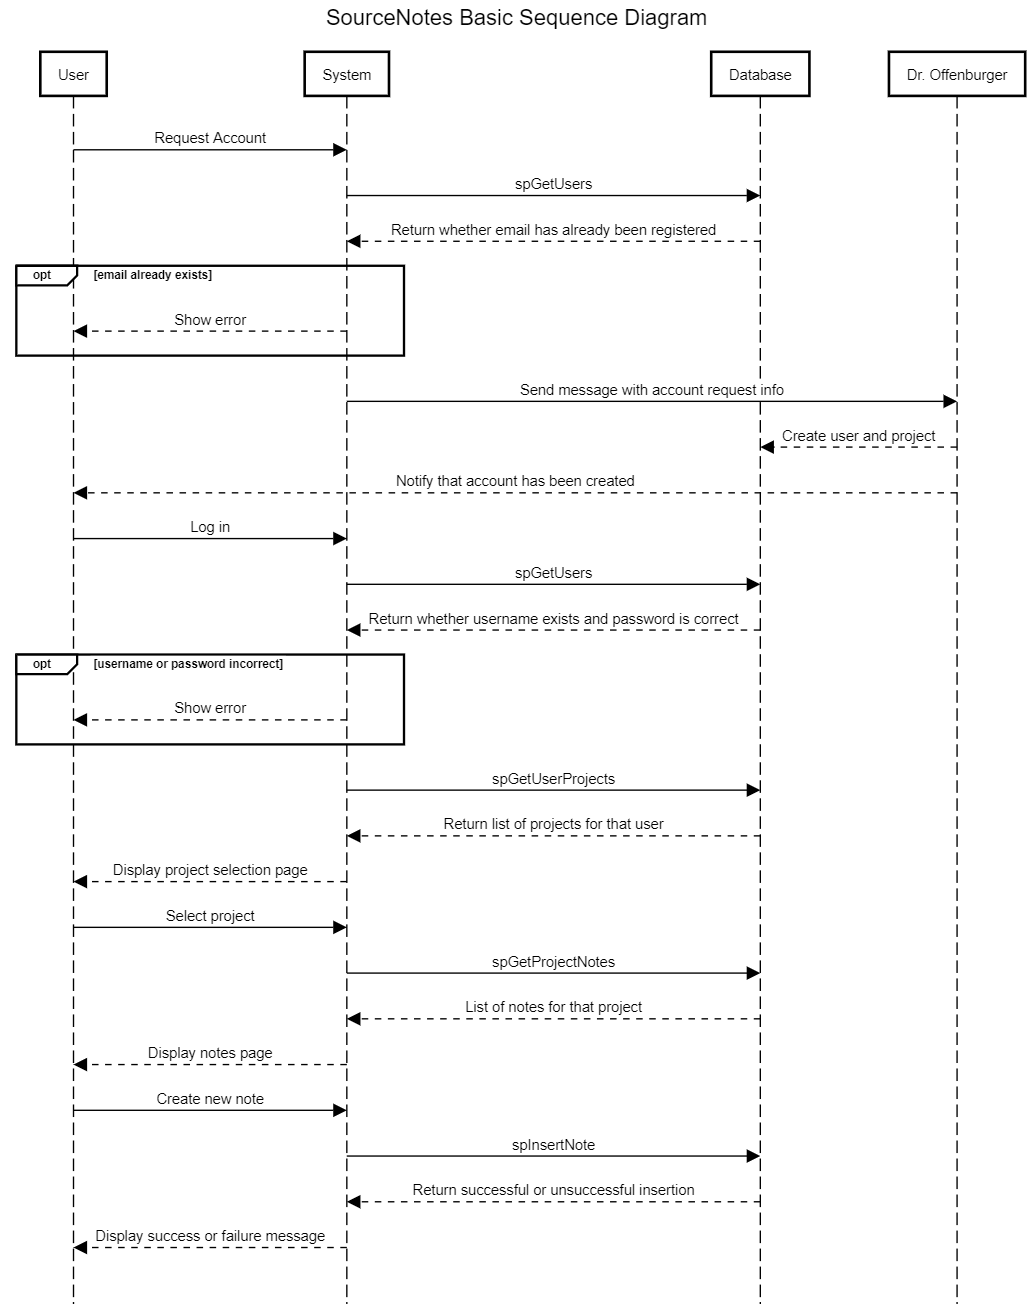 SourceNotes Basic Sequence Diagram
User
System
Database
Dr. Offenburger
Request Account
spGetUsers
Return whether email has already been registered
opt
[email already exists]
Show error
Send message with account request info
Create user and project
Notify that account has been created
Log in
spGetUsers
Return whether username exists and password is correct
opt
[username or password incorrect]
Show error
spGetUserProjects
Return list of projects for that user
Display project selection page
Select project
spGetProjectNotes
List of notes for that project
Display notes page
Create new note
spInsertNote
Return successful or unsuccessful insertion
Display success or failure message